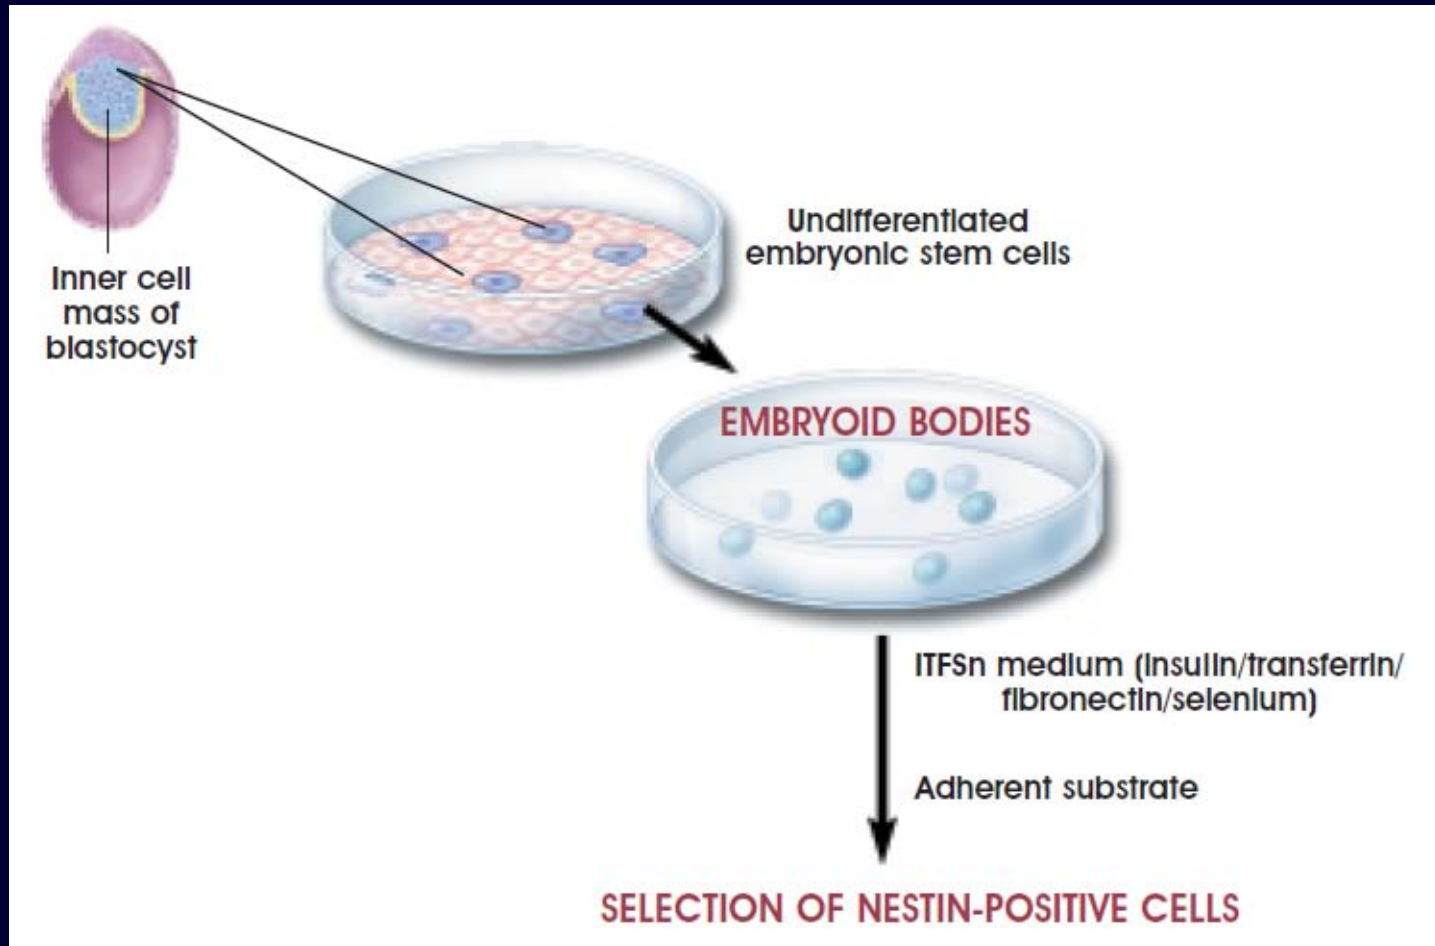 Inner cell
mass of
blastocyst
Undifferentiated
embryonic stem cells
EMBRYOID BODIES
ITFSn medium (insulin/transferrin/
fibronectin/selenium)
Adherent substrate
SELECTION OF NESTIN-POSITIVE CELLS